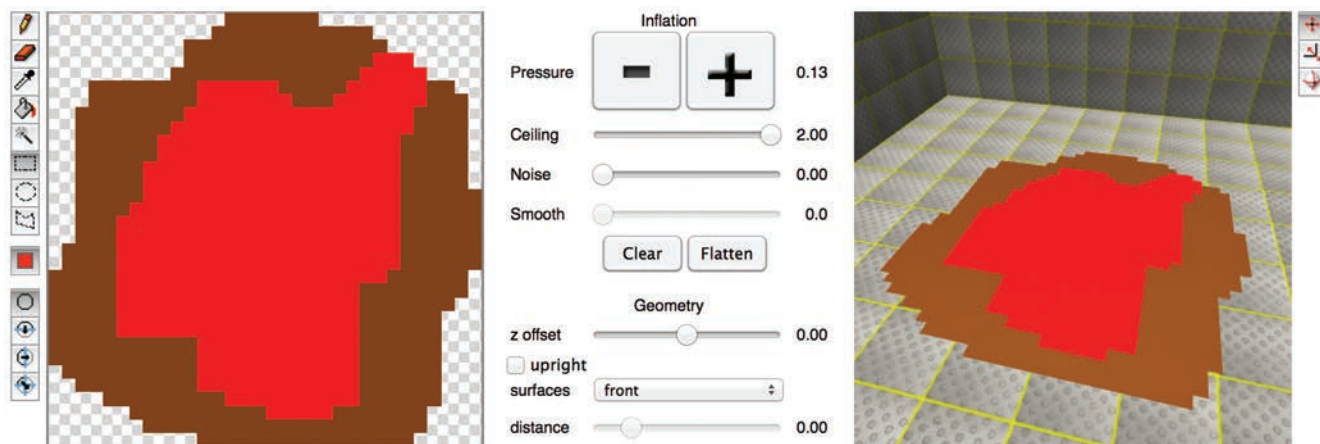 Inflation
Pressure 0.13
Ceiling 2.00
Noise 0.00
Smooth 0.0
Clear Flatten
Geometry
z offset 0.00
upright
surfaces front
distance 0.00